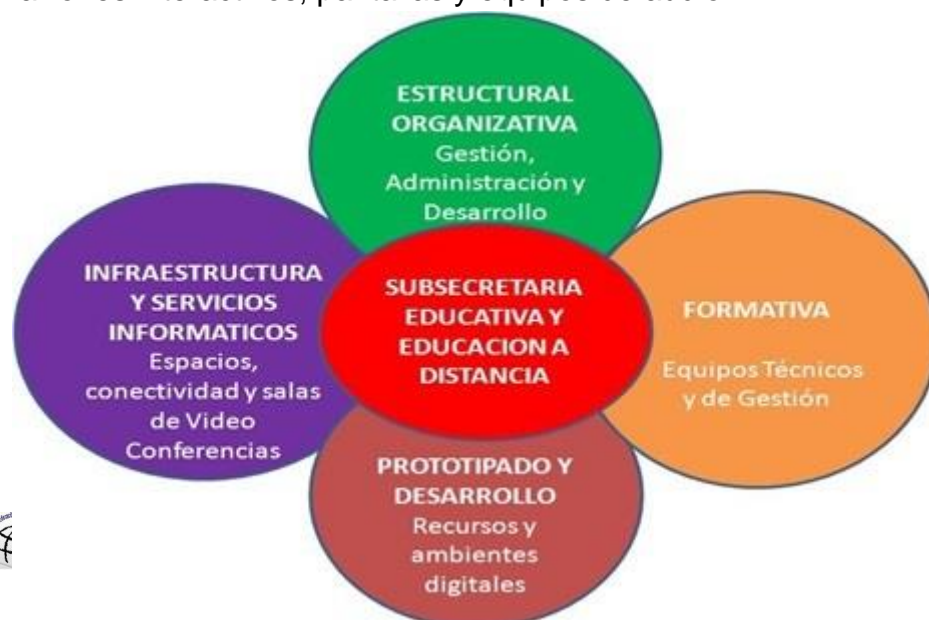 ESTRUCTURAL
ORGANIZATIVA
Gestión,
Administración y
Desarrollo
INFRAESTRUCTURA
Y SERVICIOS
INFORMATICOS
Espacios,
conectividad y salas
de Video
Conferencias
SUBSECRETARIA
EDUCATIVA Y
EDUCACION A
DISTANCIA
FORMATIVA
Equipos Técnicos
y de Gestión
PROTOTIPADO Y
DESARROLLO
Recursos y
ambientes
digitales